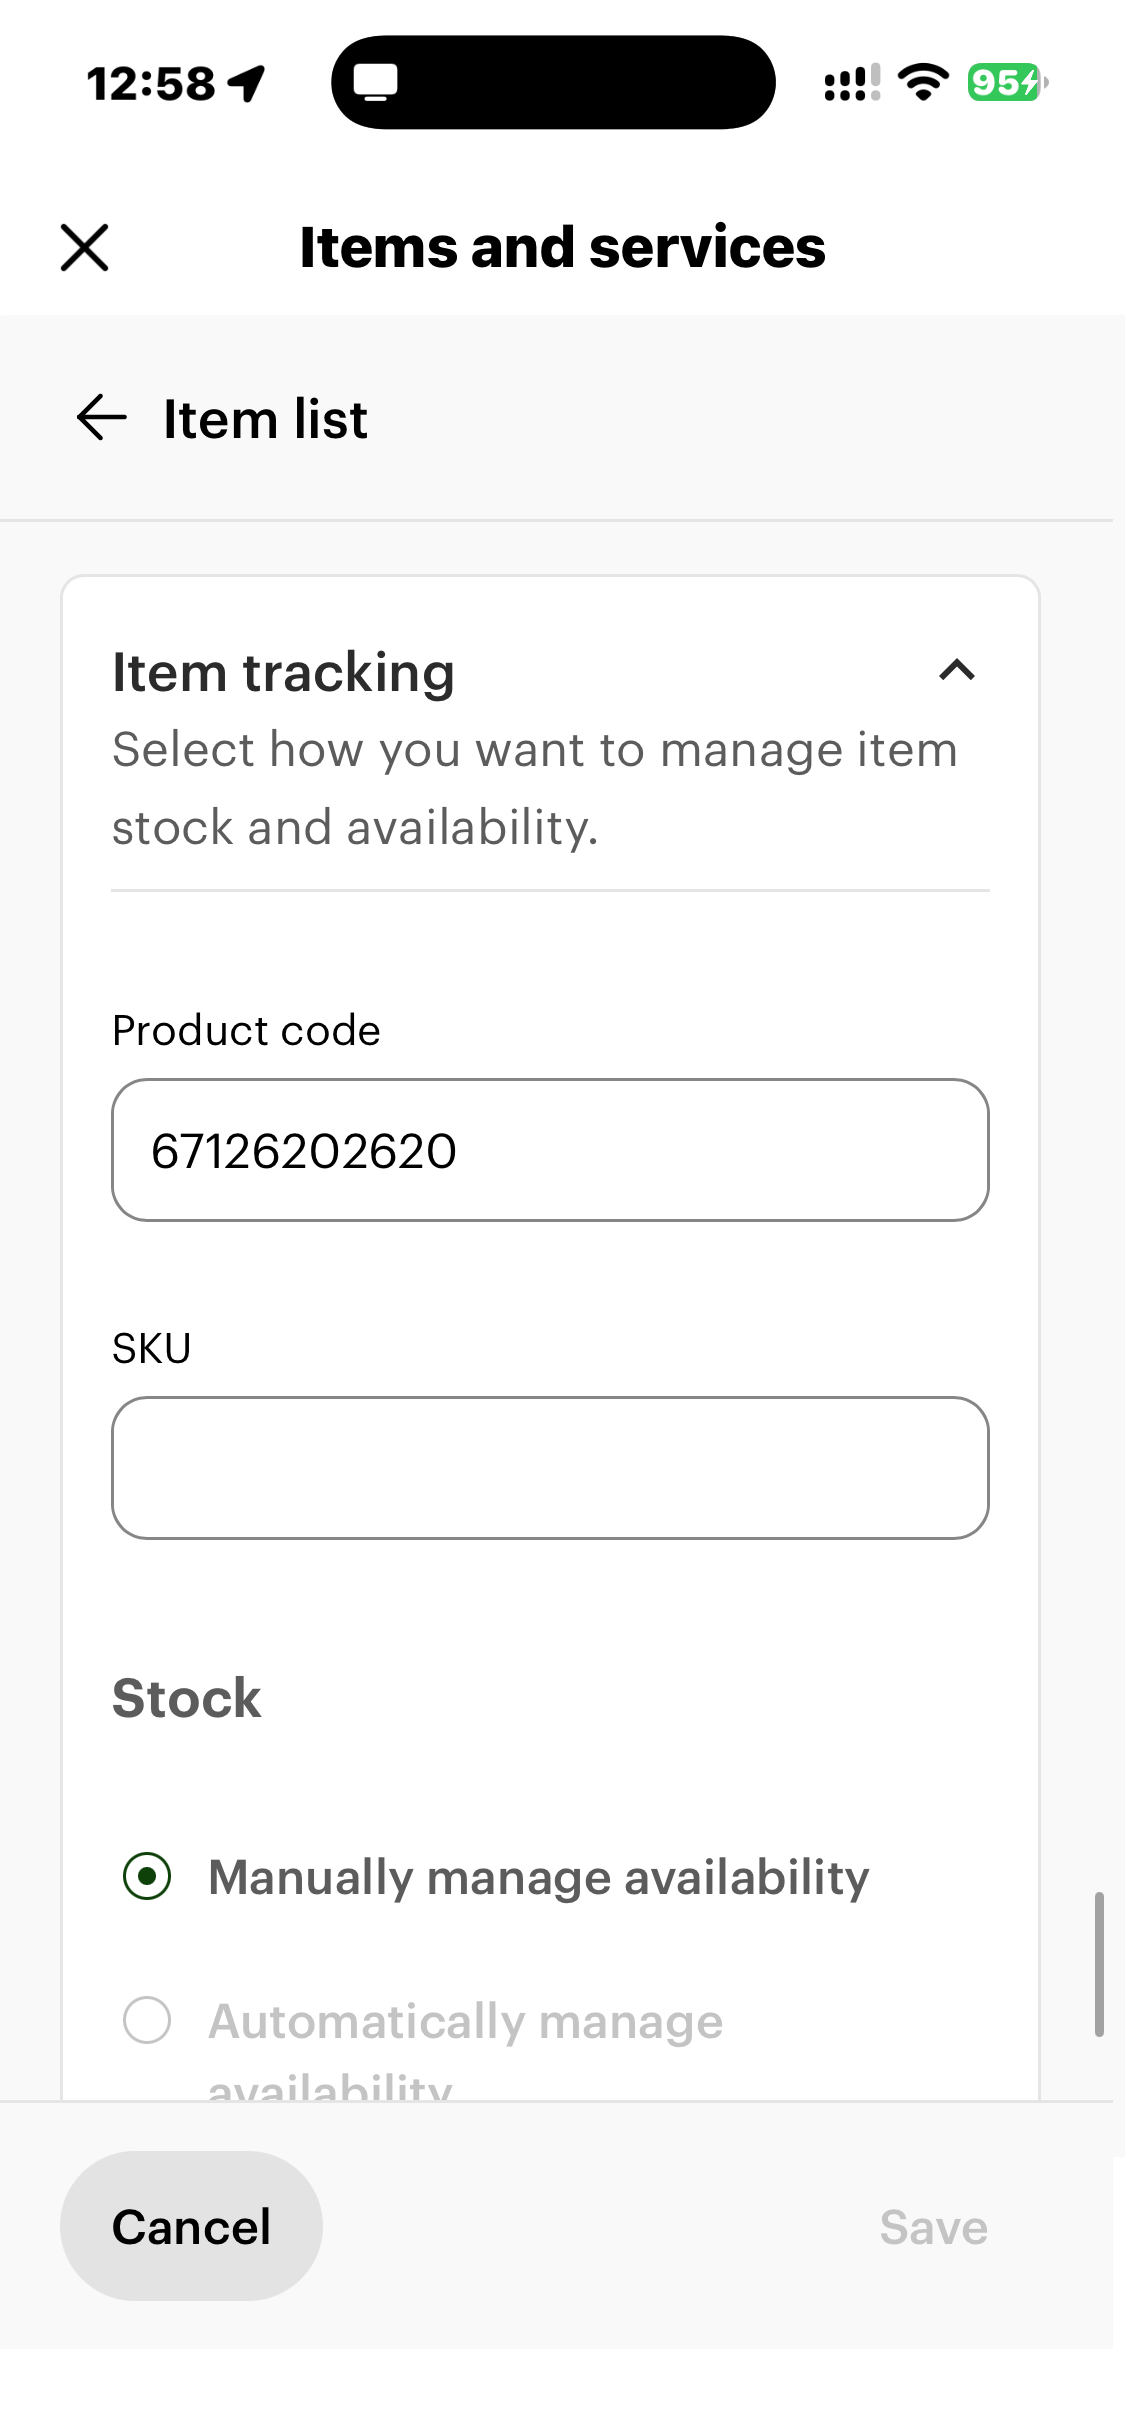 12:58
95
Items and services
Item list
Item tracking
Select how you want to manage item
stock and availability.
Product code
67126202620
SKU
Stock
Manually manage availability
Automatically manage
availability
Cancel
Save